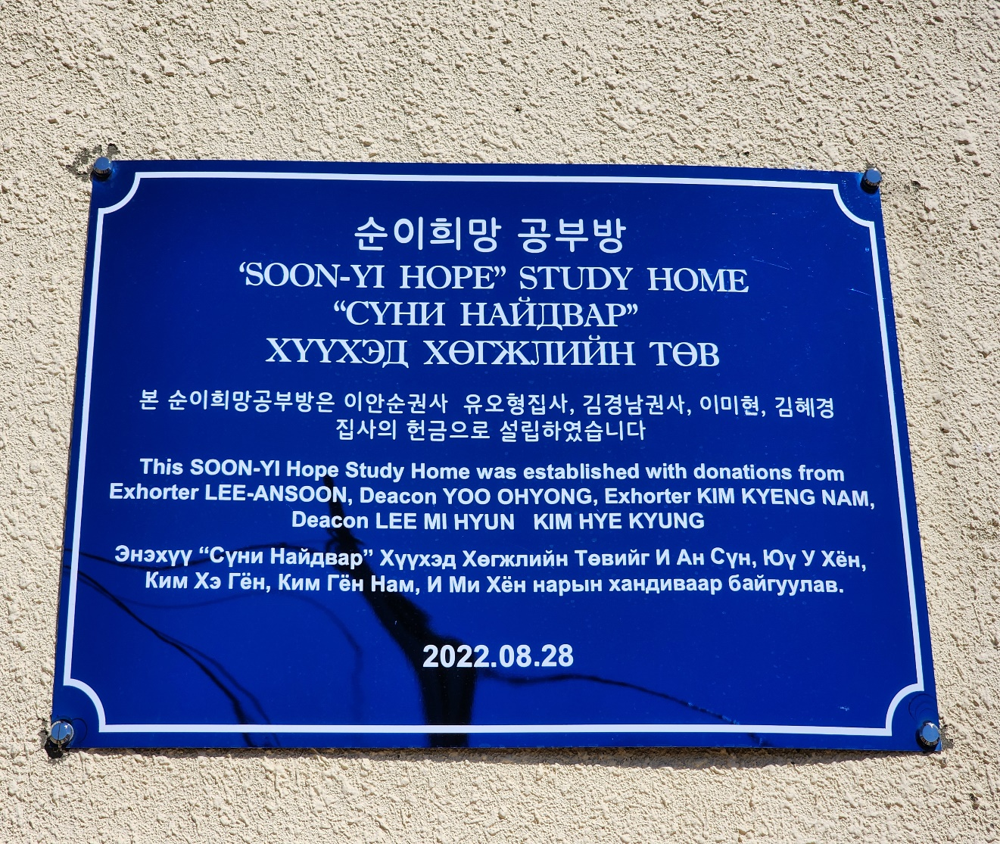 순이희망 공부방
‘SOON-YI HOPE” STUDY HOME
“СҮНИ НАЙДВАР”
ХҮҮХЭД ХӨГЖЛИЙН ТӨВ
본 순이희망공부방은 이안순권사 유오형집사, 김경남권사, 이미현, 김혜경
집사의 헌금으로 설립하였습니다
This SOON-YI Hope Study Home was established with donations from
Exhorter LEE-ANSOON, Deacon YOO OHYONG, Exhorter KIM KYENG NAM,
Deacon LEE MI HYUN KIM HYE KYUNG
Энэхүү “Сүни Найдвар” Хүүхэд Хөгжлийн Төвийг И Ан Сүн, Юү У Хён,
Ким Хэ Гён, Ким Гён Нам, И Ми Хён нарын хандиваар байгуулав.
2022.08.28